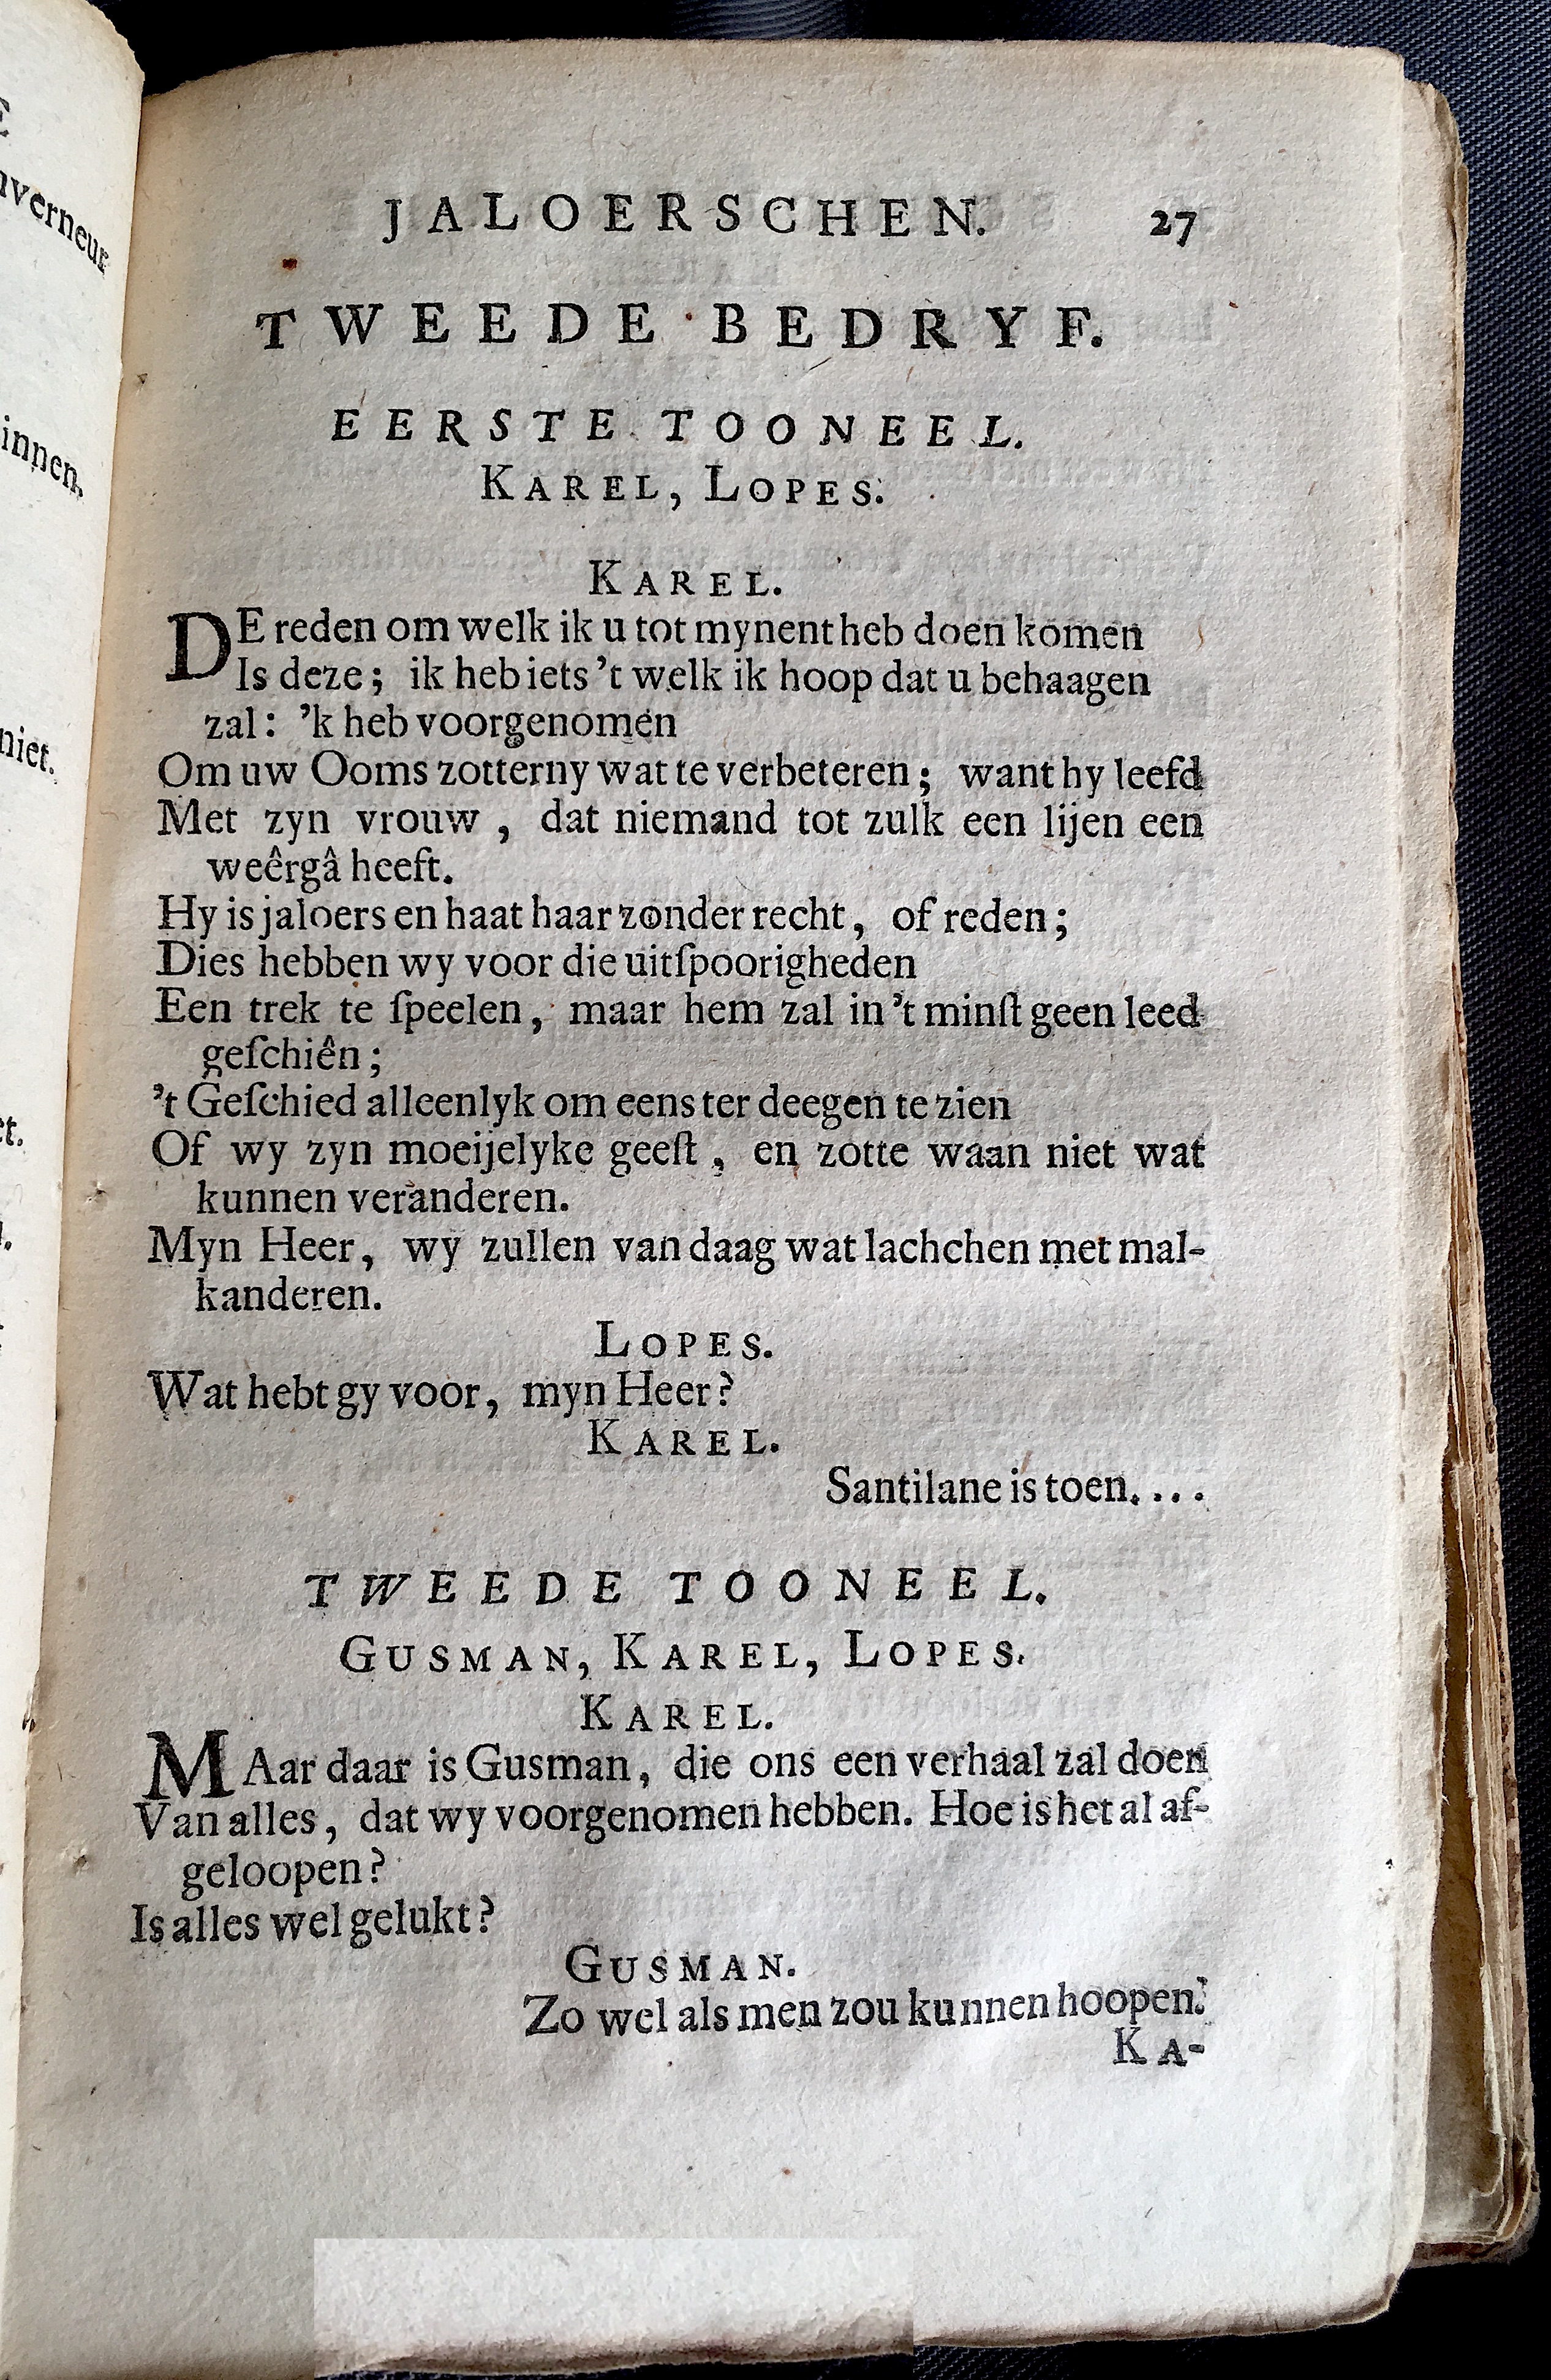 JALOERSCHEN. 27
TWEEDE BEDRYF.
EERSTE TOONEEL.
KAREL, LOPES.
KAREL.
DE reden om welk ik u tot mynent heb doen komen
Is deze; ik heb iets 't welk ik hoop dat u behaagen
zal: 'k heb voorgenomen
Om uw Ooms zotterny wat te verbeteren; want hy leefd
Met zyn vrouw, dat niemand tot zulk een lijen een
weêrgâ heeft.
Hy is jaloers en haat haar zonder recht, of reden;
Dies hebben wy voor die uitſpoorigheden
Een trek te ſpeelen, maar hem zal in 't minſt geen leed
geſchiên;
't Geſchied alleenlyk om eens ter deegen te zien
Of wy zyn moeijelyke geeſt, en zotte waan niet wat
kunnen veranderen.
Myn Heer, wy zullen van daag wat lachchen met mal-
kanderen.
LOPES.
Wat hebt gy voor, myn Heer?
KAREL.
Santilane is toen....
TWEEDE TOONEEL.
GUSMAN, KAREL, LOPES.
KAREL.
MAar daar is Gusman, die ons een verhaal zal doen
Van alles, dat wy voorgenomen hebben. Hoe is het al af-
geloopen?
Is alles wel gelukt?
GUSMAN.
Zo wel als men zou kunnen hoopen.
KA-
nverneur
innen.
niet.